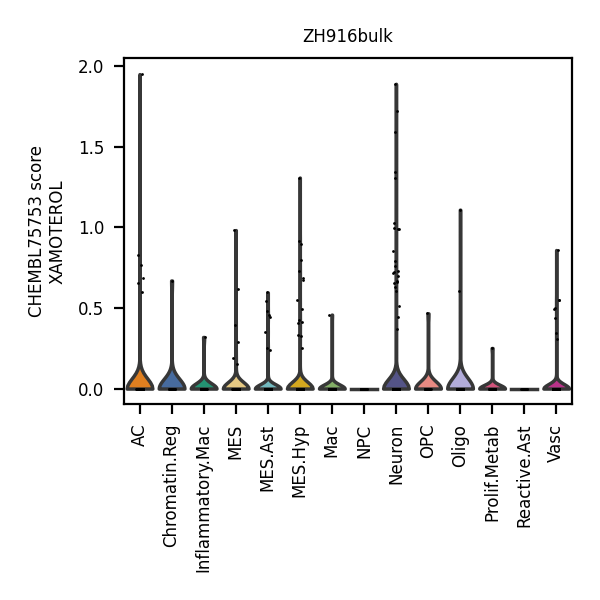 ZH916bulk
CHEMBL75753 score
XAMOTEROL
2.0
1.5
1.0
0.5
0.0
AC
Chromatin.Reg
Inflammatory.Mac
MES
MES.Ast
MES.Hyp
Mac
NPC
Neuron
OPC
Oligo
Prolif.Metab
Reactive.Ast
Vasc